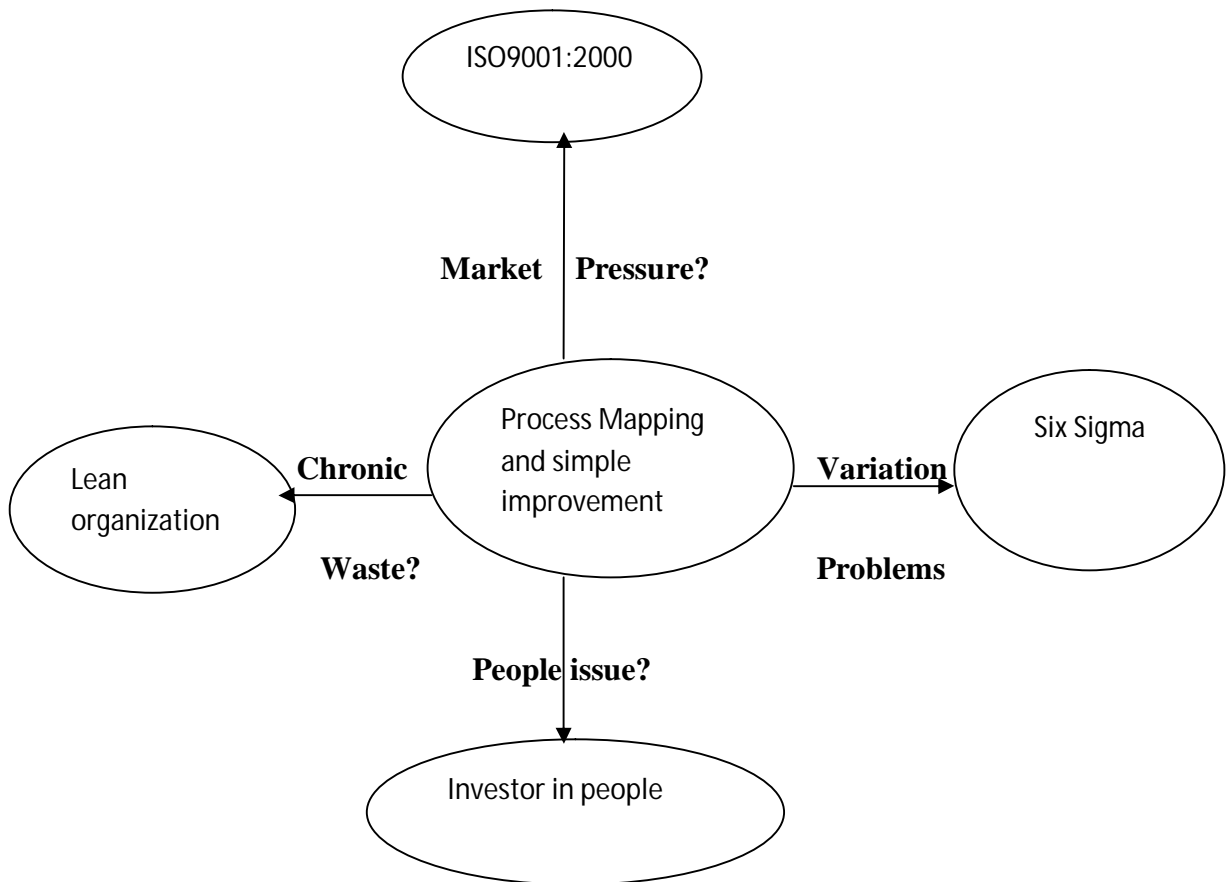 ISO9001:2000
Market Pressure?
Process Mapping
and simple
improvement
Six Sigma
Lean
organization
Chronic
Waste?
Variation
Problems
People issue?
Investor in people